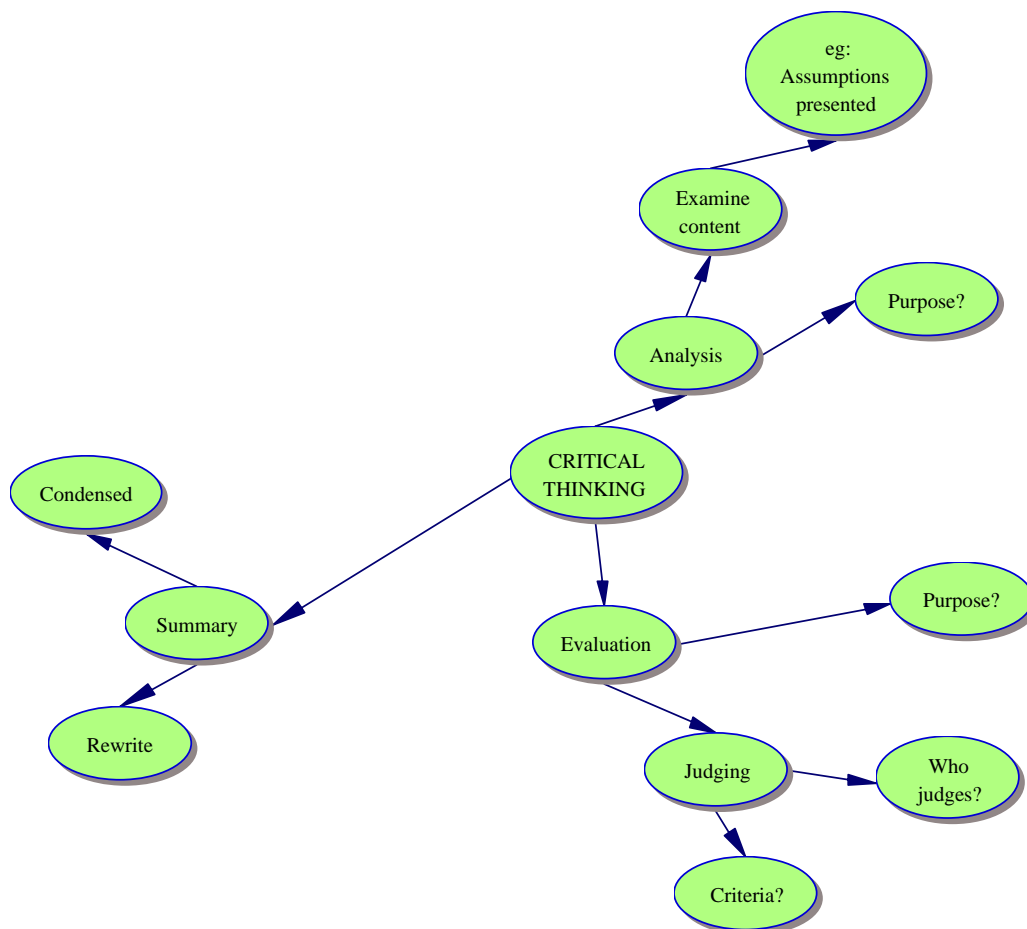 eg:
Assumptions
presented
Examine
content
Purpose?
Analysis
CRITICAL
THINKING
Condensed
Summary
Rewrite
Purpose?
Evaluation
Judging
Who
judges?
Criteria?